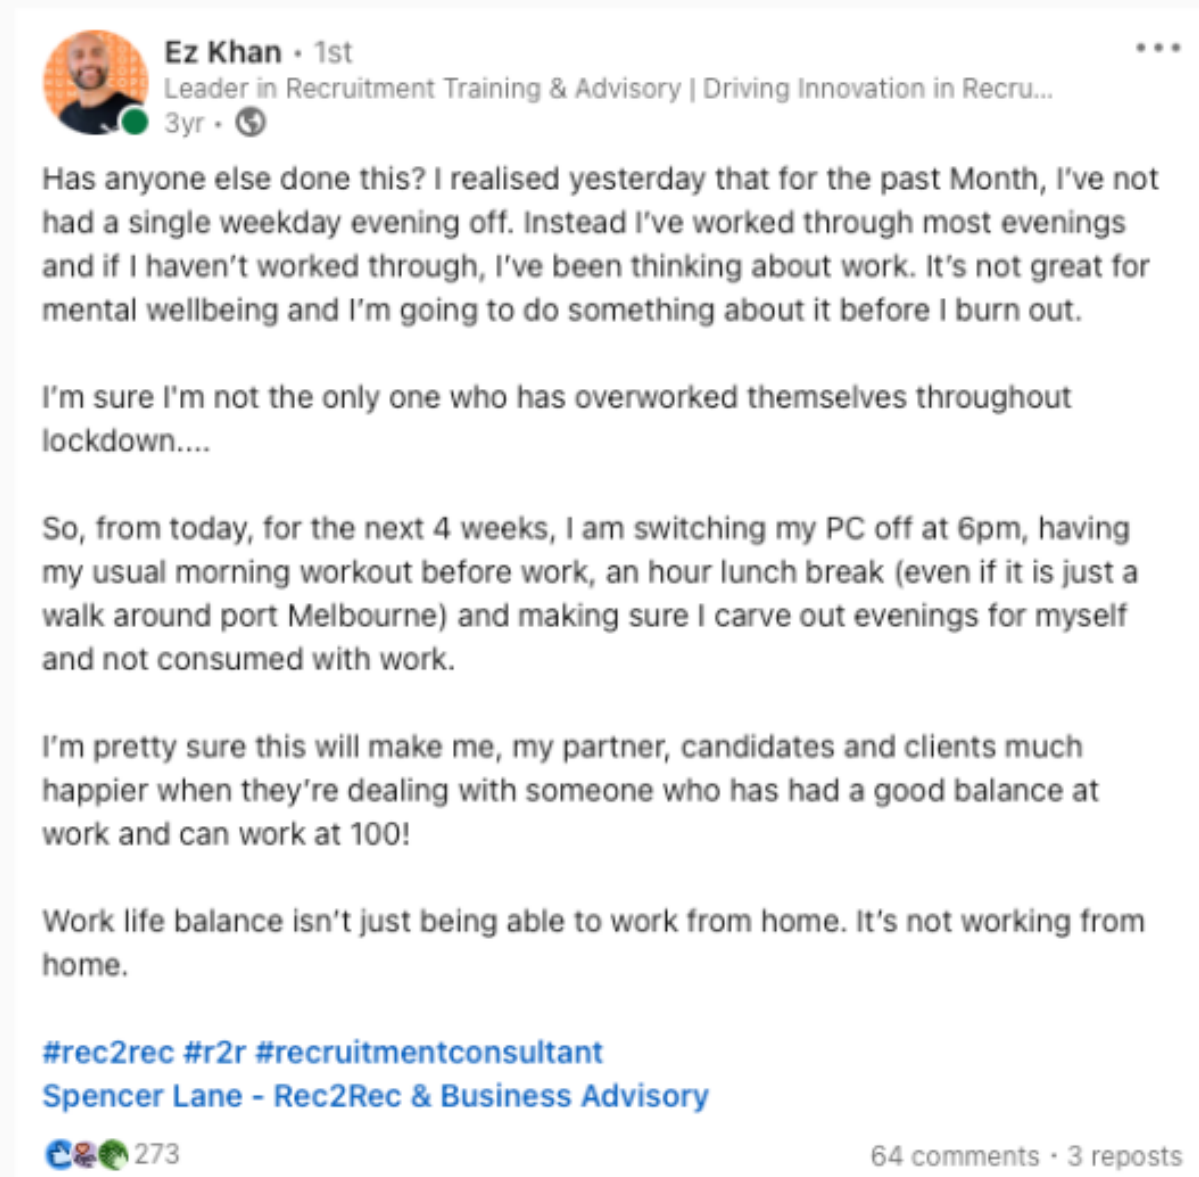 Ez Khan • 1st
Leader in Recruitment Training & Advisory | Driving Innovation in Recru...
3yr •
Has anyone else done this? I realised yesterday that for the past Month, I've not
had a single weekday evening off. Instead I've worked through most evenings
and if I haven't worked through, I've been thinking about work. It's not great for
mental wellbeing and I'm going to do something about it before I burn out.
I'm sure I'm not the only one who has overworked themselves throughout
lockdown....
So, from today, for the next 4 weeks, I am switching my PC off at 6pm, having
my usual morning workout before work, an hour lunch break (even if it is just a
walk around port Melbourne) and making sure I carve out evenings for myself
and not consumed with work.
I'm pretty sure this will make me, my partner, candidates and clients much
happier when they're dealing with someone who has had a good balance at
work and can work at 100!
Work life balance isn't just being able to work from home. It's not working from
home.
#rec2rec #r2r #recruitmentconsultant
Spencer Lane - Rec2Rec & Business Advisory
273
64 comments • 3 reposts